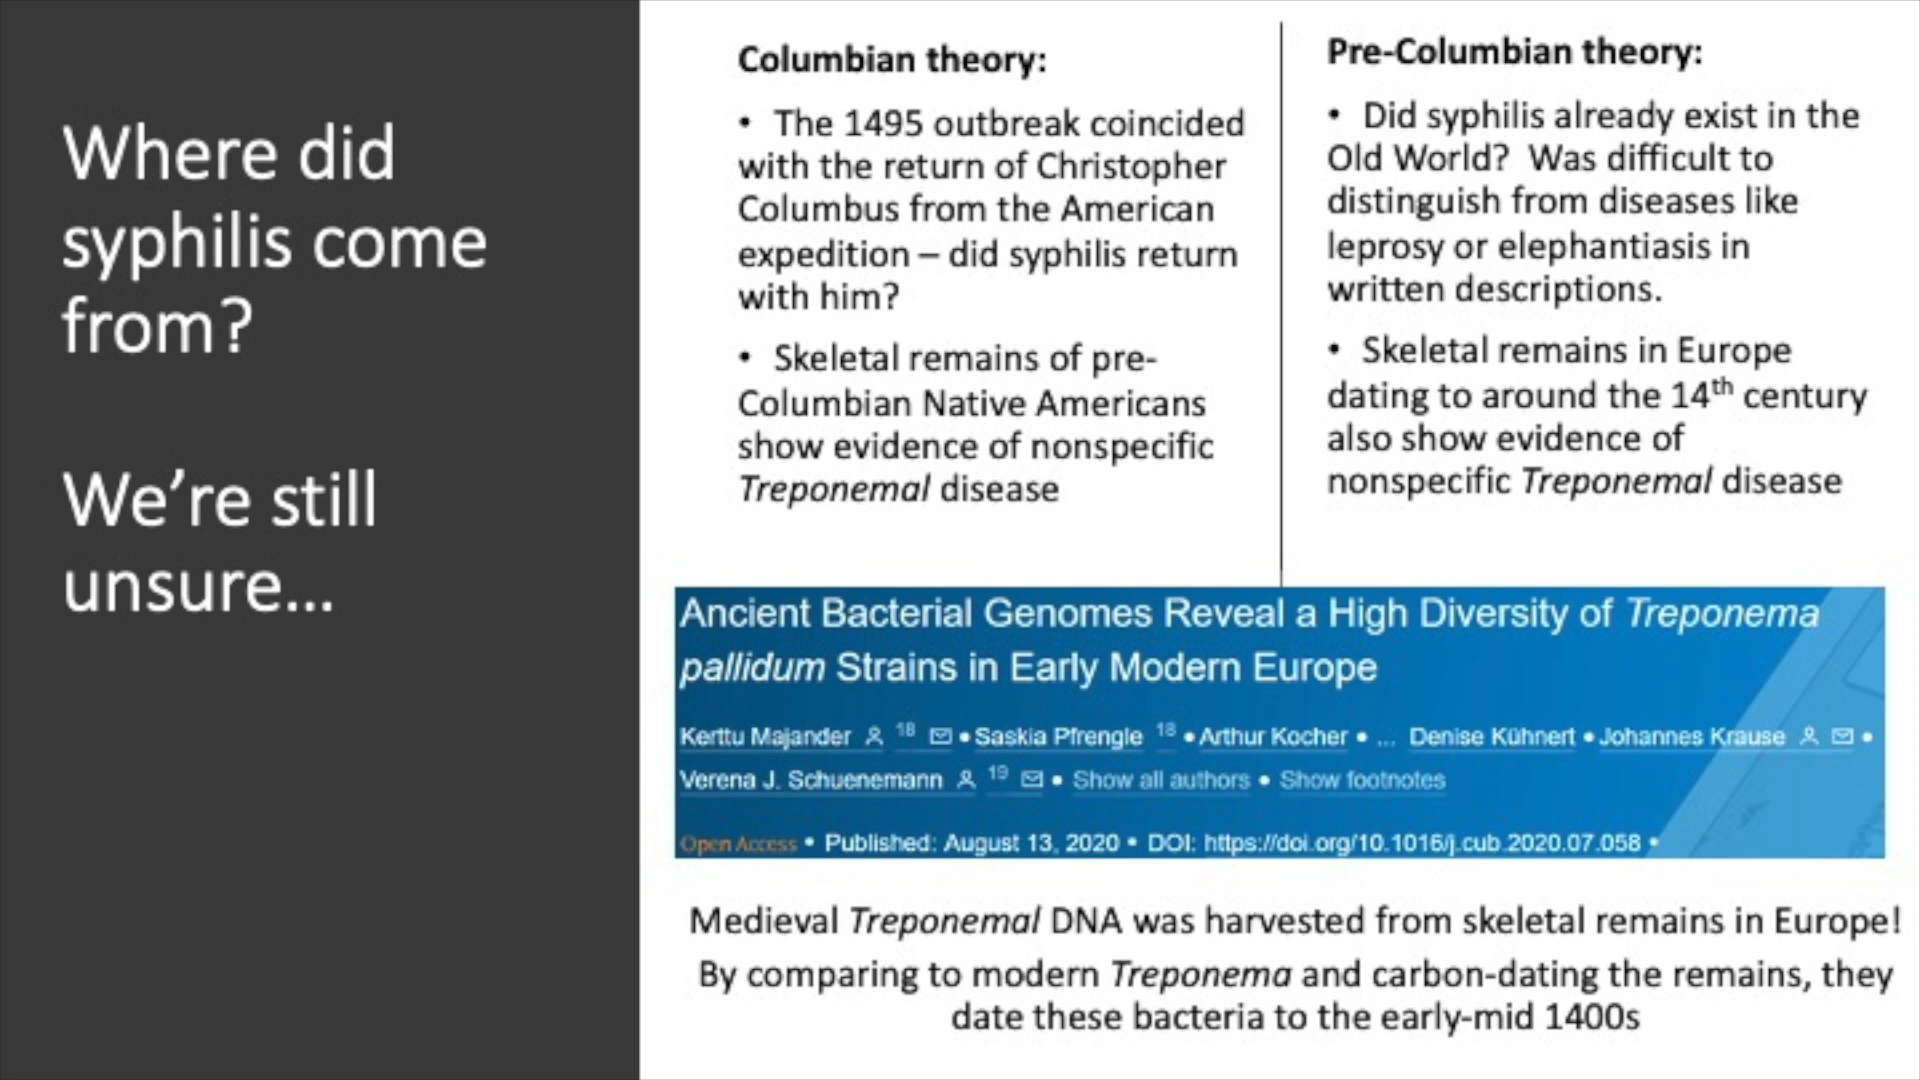 Where did
syphilis come
from?
We’re still
unsure...
Columbian theory:
• The 1495 outbreak coincided
with the return of Christopher
Columbus from the American
expedition – did syphilis return
with him?
• Skeletal remains of pre-
Columbian Native Americans
show evidence of nonspecific
Treponemal disease
Pre-Columbian theory:
• Did syphilis already exist in the
Old World? Was difficult to
distinguish from diseases like
leprosy or elephantiasis in
written descriptions.
• Skeletal remains in Europe
dating to around the 14th century
also show evidence of
nonspecific Treponemal disease
Ancient Bacterial Genomes Reveal a High Diversity of Treponema
pallidum Strains in Early Modern Europe
Kerttu Majander 18 • Saskia Pfrengle 18 • Arthur Kocher • ... Denise Kühnert • Johannes Krause •
Verena J. Schuenemann 19 • Show all authors • Show footnotes
Open Access • Published: August 13, 2020 • DOI: https://doi.org/10.1016/j.cub.2020.07.058 •
Medieval Treponemal DNA was harvested from skeletal remains in Europe!
By comparing to modern Treponema and carbon-dating the remains, they
date these bacteria to the early-mid 1400s